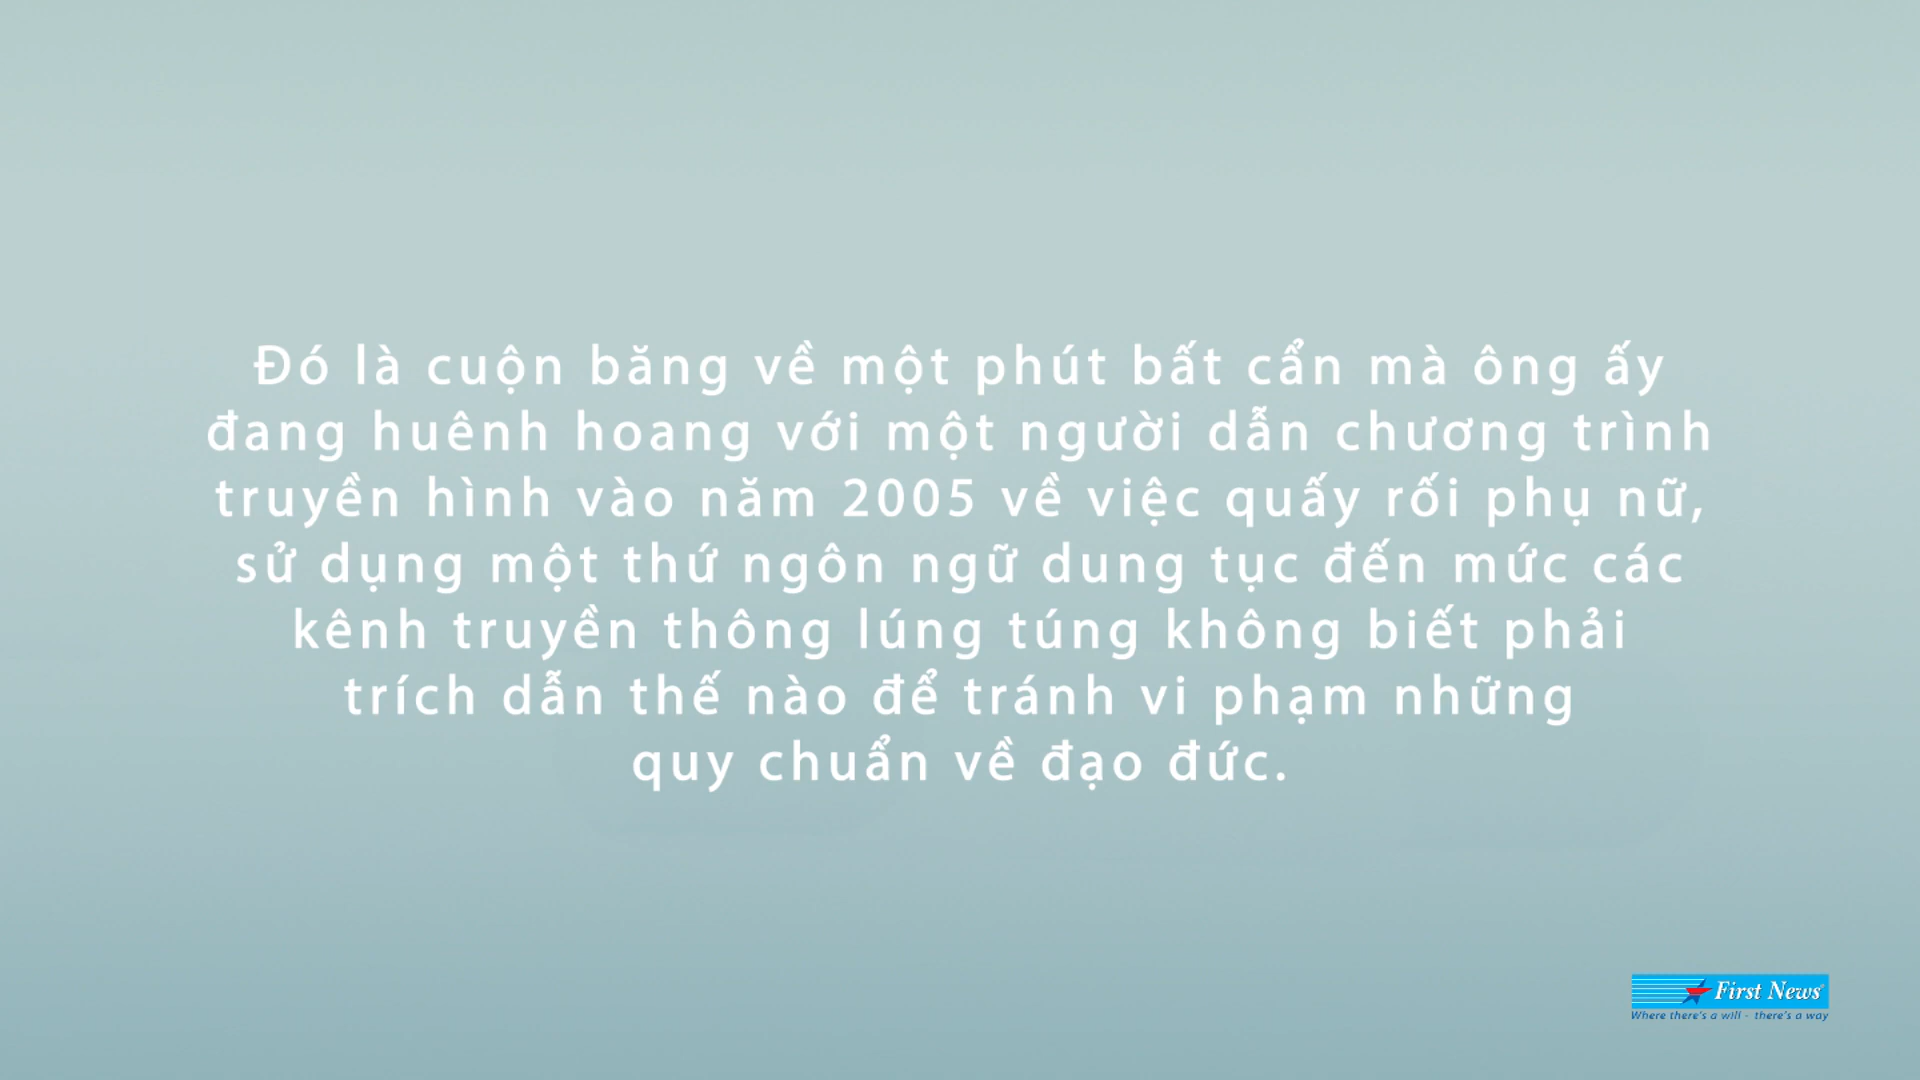 Đó là cuộn băng về một phút bất cẩn mà ông ấy
đang huênh hoang với một người dẫn chương trình
truyền hình vào năm 2005 về việc quấy rối phụ nữ,
sử dụng một thứ ngôn ngữ dung tục đến mức các
kênh truyền thông lúng túng không biết phải
trích dẫn thế nào để tránh vi phạm những
quy chuẩn về đạo đức.
First News®
Where there's a will - there's a way